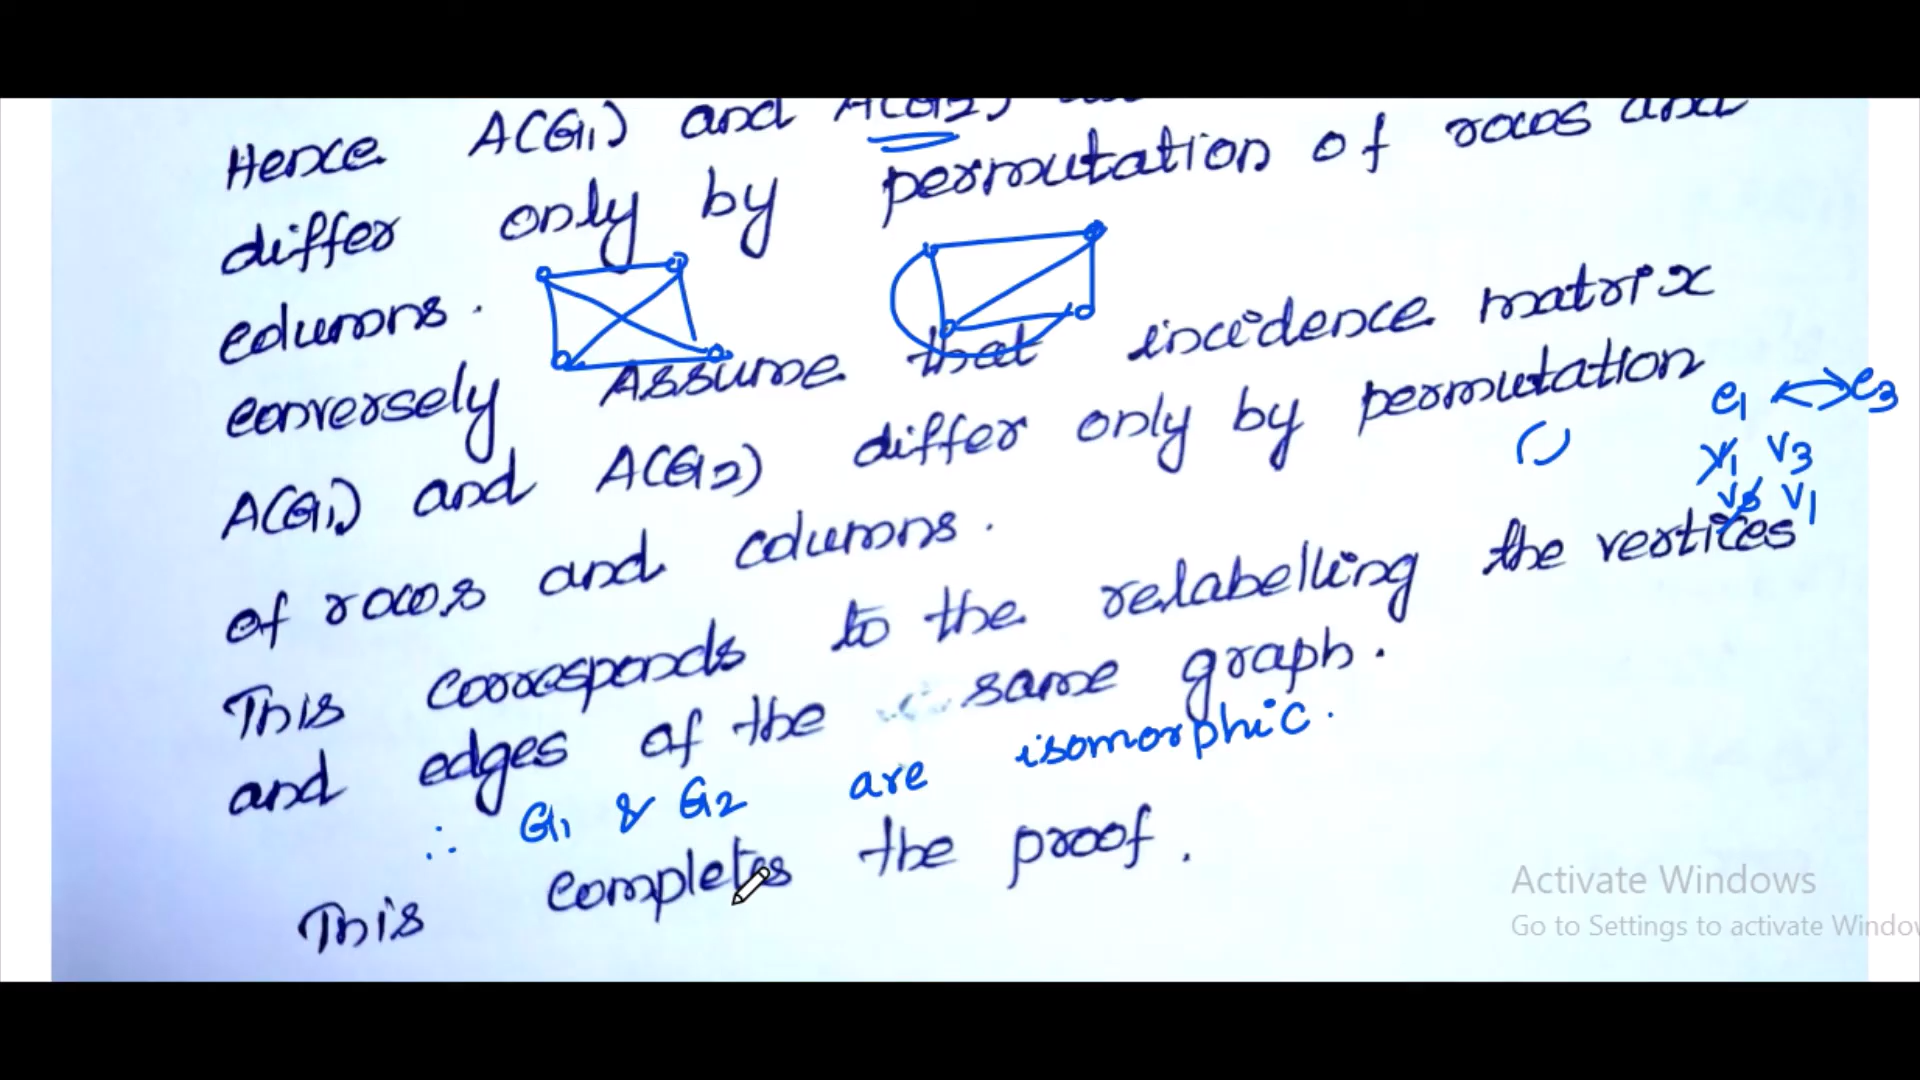 Hence A(G1) and A(G2)
differ only by permutation of rows and
columns.
conversely Assume that incidence matrix
A(G1) and A(G2) differ only by permutation
of rows and columns.
This corresponds to the relabelling the vertices
and edges of the same graph.
∴ G1 & G2 are isomorphic.
This completes the proof.
e1 ↔ e3
v1 v3
v3 v1
Activate Windows
Go to Settings to activate Window